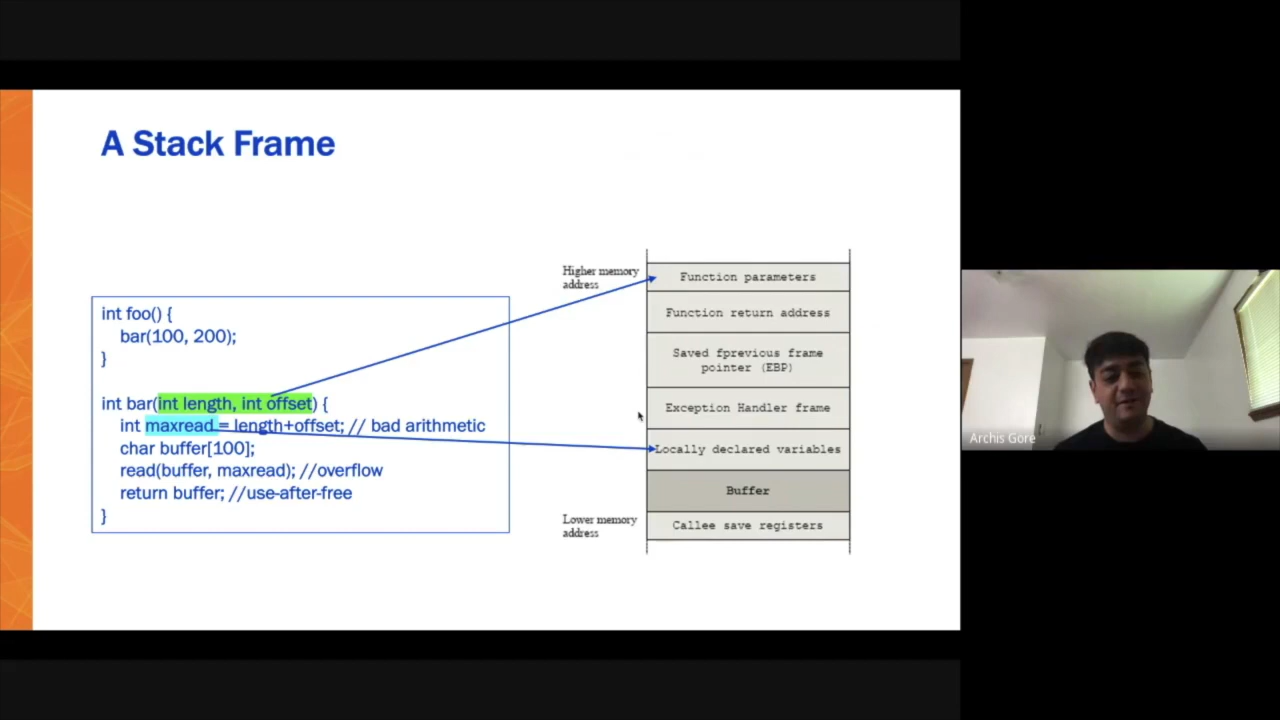 A Stack Frame
int foo() {
bar(100, 200);
}
int bar(int length, int offset) {
int maxread = length+offset; // bad arithmetic
char buffer[100];
read(buffer, maxread); //overflow
return buffer; //use-after-free
}
Higher memory
address
Function parameters
Function return address
Saved fprevious frame
pointer (EBP)
Exception Handler frame
Locally declared variables
Buffer
Lower memory
address
Callee save registers
Archis Gore